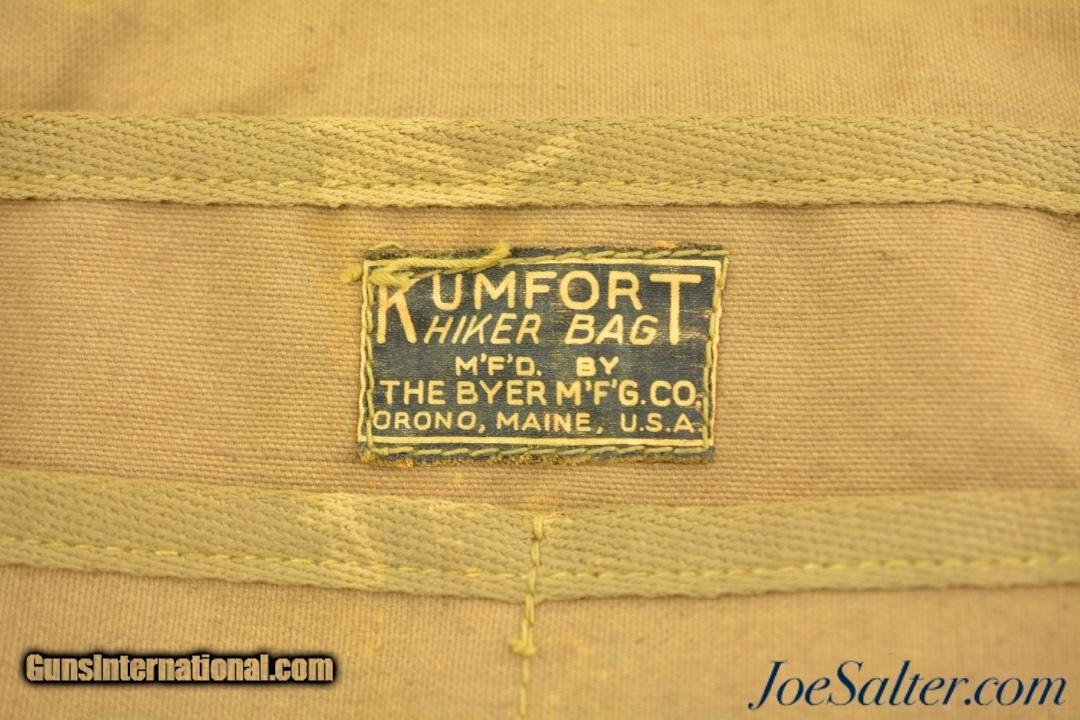 KUMFORT
HIKER BAG
M'F'D. BY
THE BYER M'F'G. CO.
ORONO, MAINE, U.S.A.
GunsInternational.com
JoeSalter.com